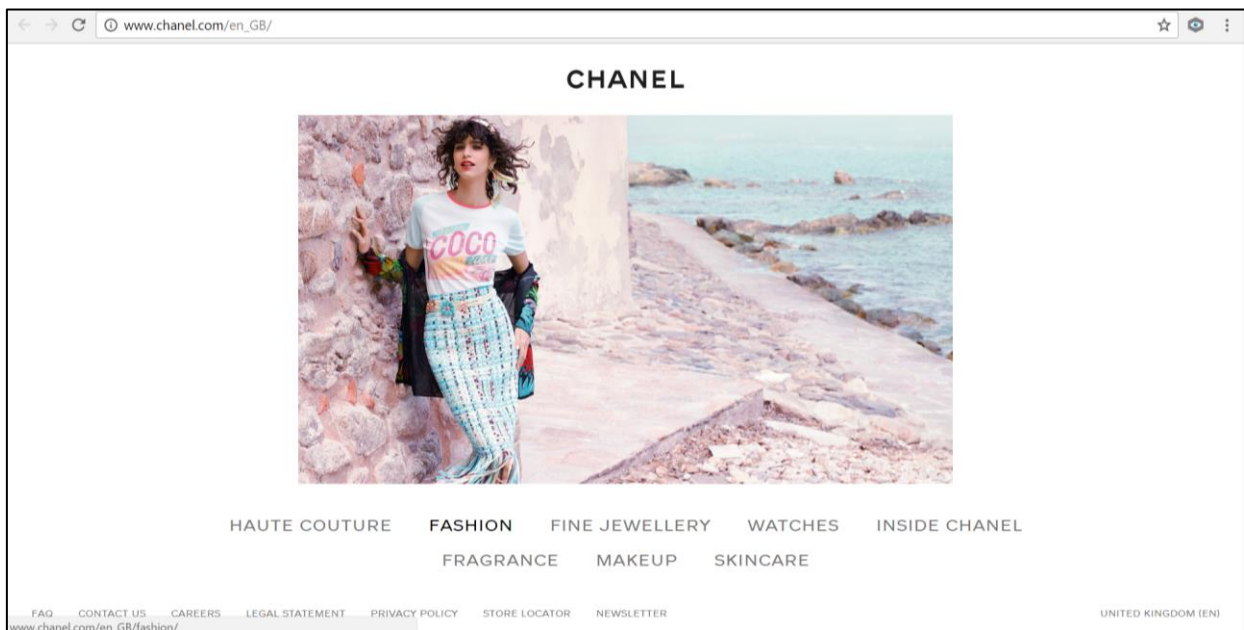 www.chanel.com/en_GB/
CHANEL
COCO
HAUTE COUTURE FASHION FINE JEWELLERY WATCHES INSIDE CHANEL
FRAGRANCE MAKEUP SKINCARE
FAQ CONTACT US CAREERS LEGAL STATEMENT PRIVACY POLICY STORE LOCATOR NEWSLETTER UNITED KINGDOM (EN)
www.chanel.com/en_GB/fashion/